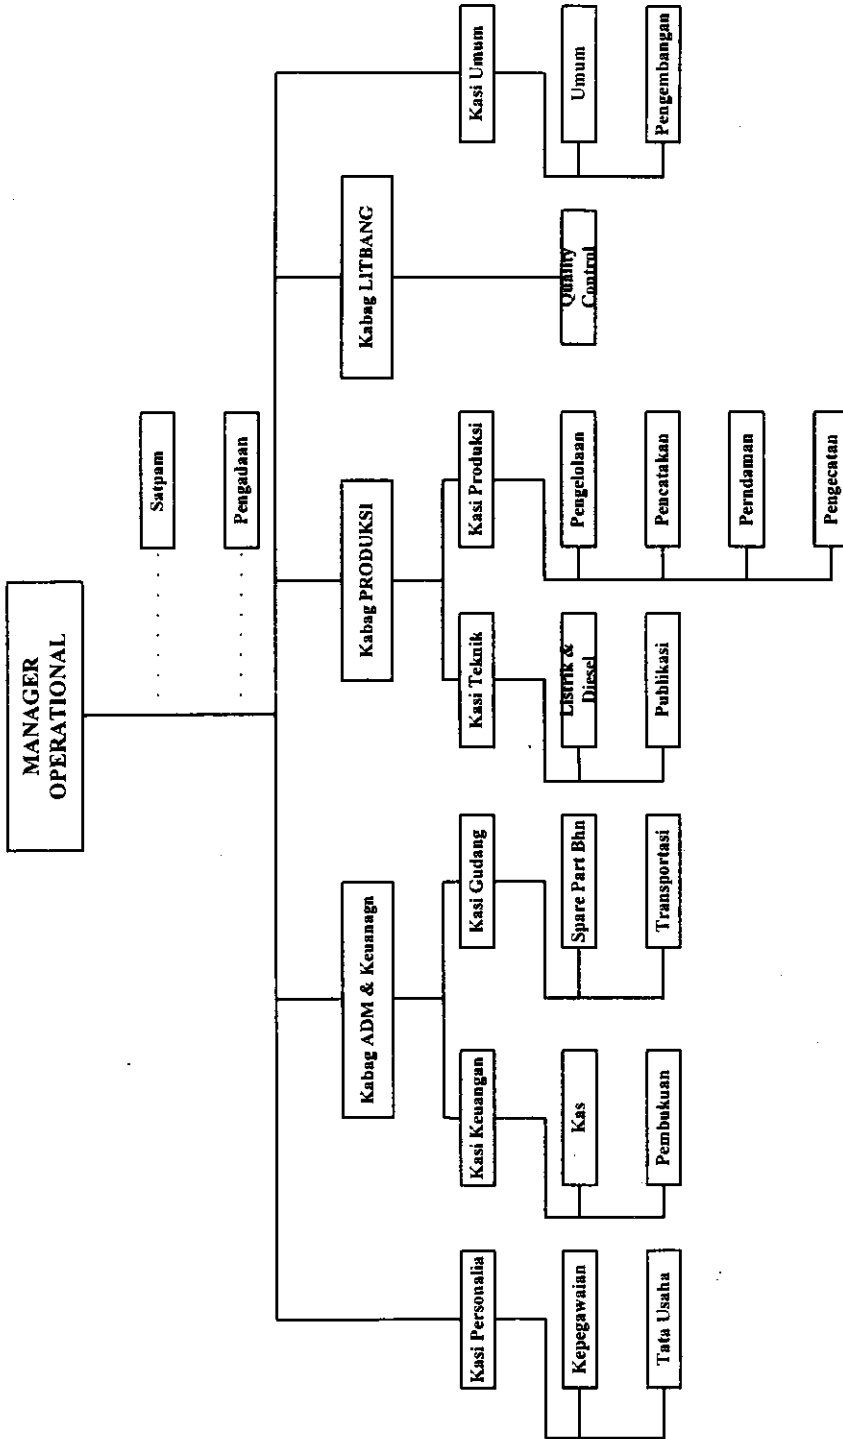 MANAGER
OPERATIONAL
Satpam
Pengadaan
Kabag ADM & Keuanagn
Kabag PRODUKSI
Kabag LITBANG
Kasi Personalia
Kasi Keuangan
Kasi Gudang
Kasi Teknik
Kasi Produksi
Kasi Umum
Kepegawaian
Kas
Spare Part Bhn
Listrik &
Diesel
Pengelolaan
Quality
Control
Umum
Tata Usaha
Pembukuan
Transportasi
Publikasi
Pencatakan
Pengembangan
Perndaman
Pengecatan